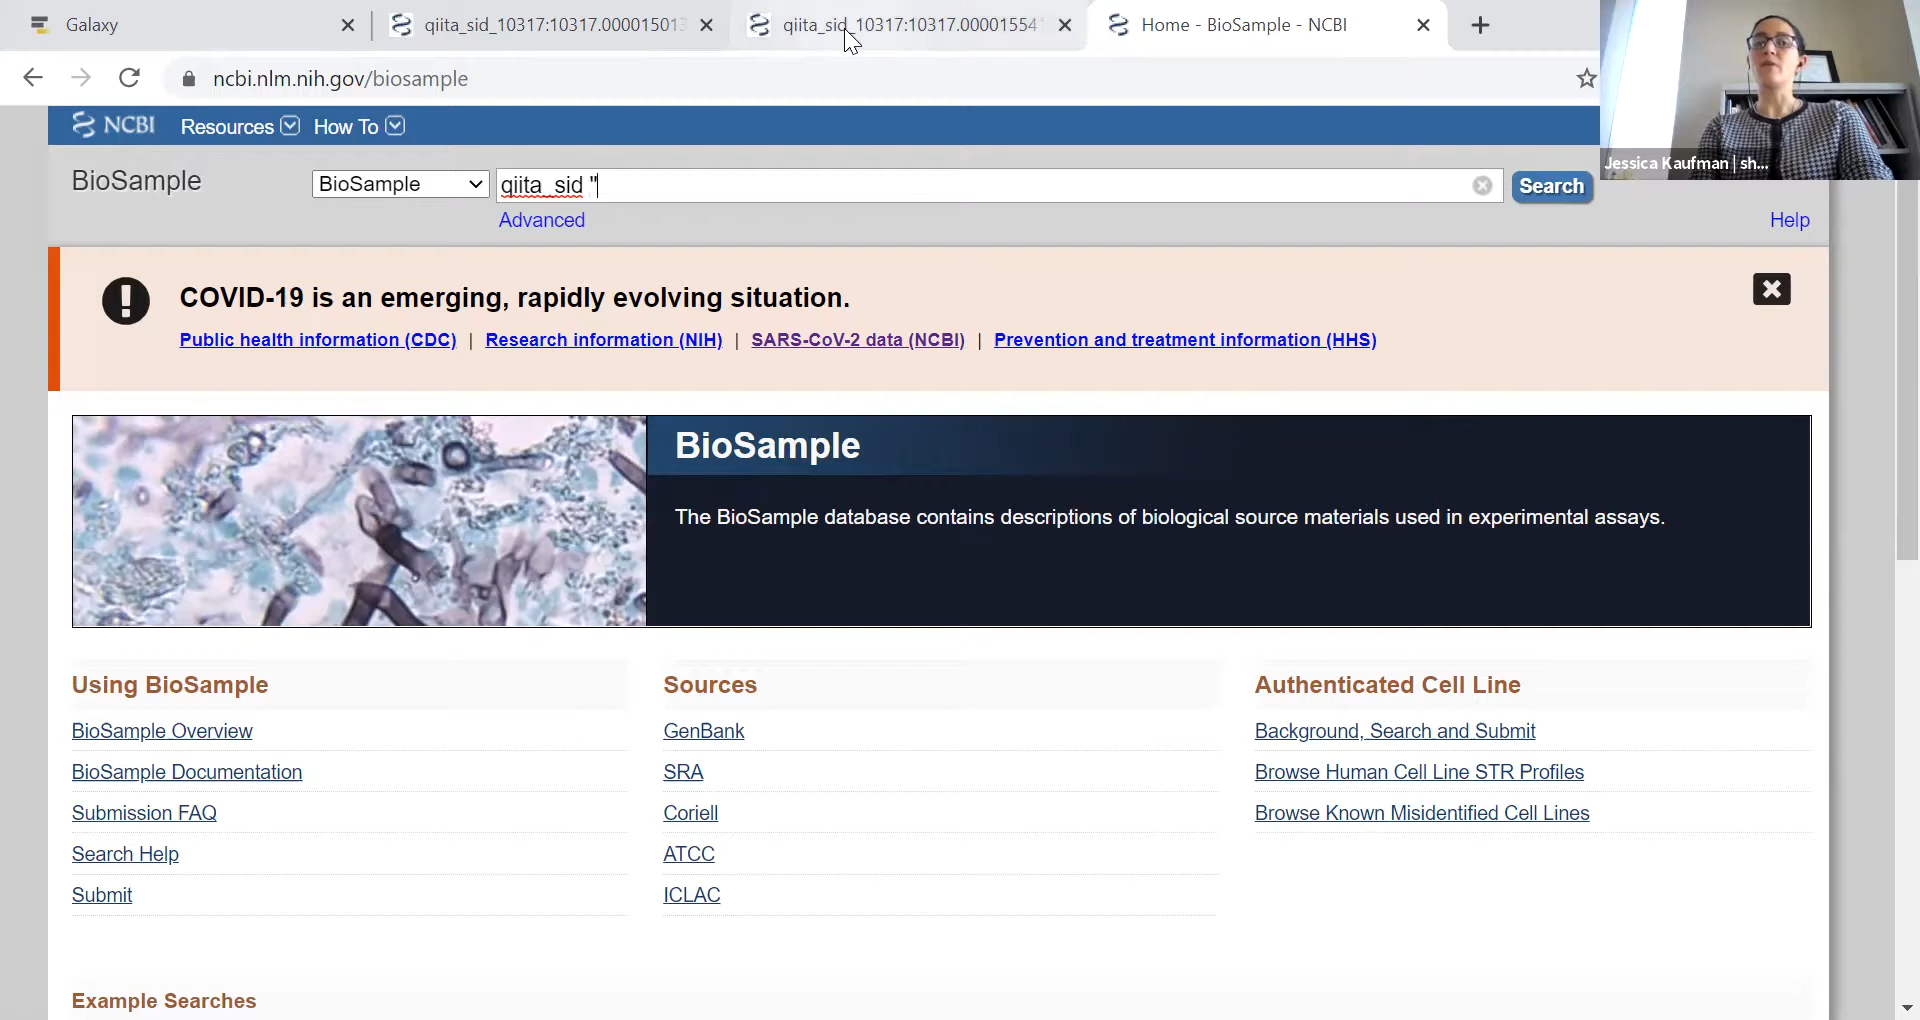 Galaxy
qiita_sid_10317:10317.00001501
qiita_sid_10317:10317.00001554
Home - BioSample - NCBI
ncbi.nlm.nih.gov/biosample
NCBI Resources How To
BioSample
BioSample
qiita_sid "
Search
Advanced
Help
Jessica Kaufman | sh...
COVID-19 is an emerging, rapidly evolving situation.
Public health information (CDC) | Research information (NIH) | SARS-CoV-2 data (NCBI) | Prevention and treatment information (HHS)
BioSample
The BioSample database contains descriptions of biological source materials used in experimental assays.
Using BioSample
BioSample Overview
BioSample Documentation
Submission FAQ
Search Help
Submit
Sources
GenBank
SRA
Coriell
ATCC
ICLAC
Authenticated Cell Line
Background, Search and Submit
Browse Human Cell Line STR Profiles
Browse Known Misidentified Cell Lines
Example Searches